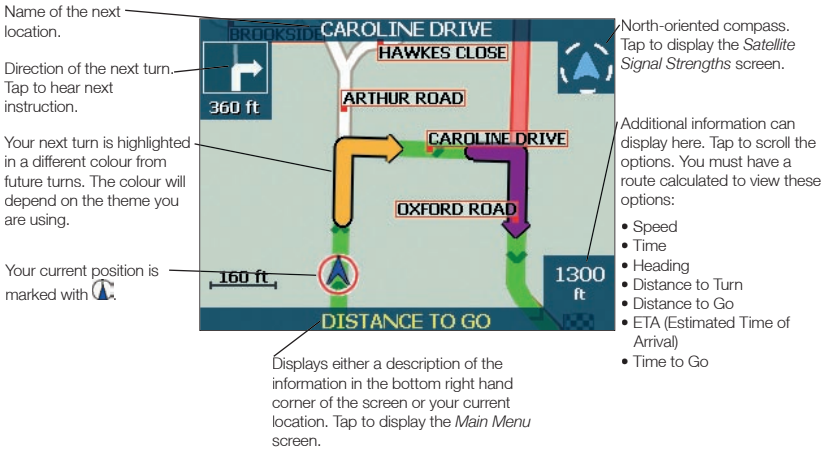 Name of the next
location.
Direction of the next turn.
Tap to hear next
instruction.
Your next turn is highlighted
in a different colour from
future turns. The colour will
depend on the theme you
are using.
Your current position is
marked with .
BROOKSIDE
CAROLINE DRIVE
HAWKES CLOSE
360 ft
ARTHUR ROAD
CAROLINE DRIVE
OXFORD ROAD
160 ft
1300
ft
DISTANCE TO GO
Displays either a description of the
information in the bottom right hand
corner of the screen or your current
location. Tap to display the Main Menu
screen.
North-oriented compass.
Tap to display the Satellite
Signal Strengths screen.
Additional information can
display here. Tap to scroll the
options. You must have a
route calculated to view these
options:
• Speed
• Time
• Heading
• Distance to Turn
• Distance to Go
• ETA (Estimated Time of
Arrival)
• Time to Go